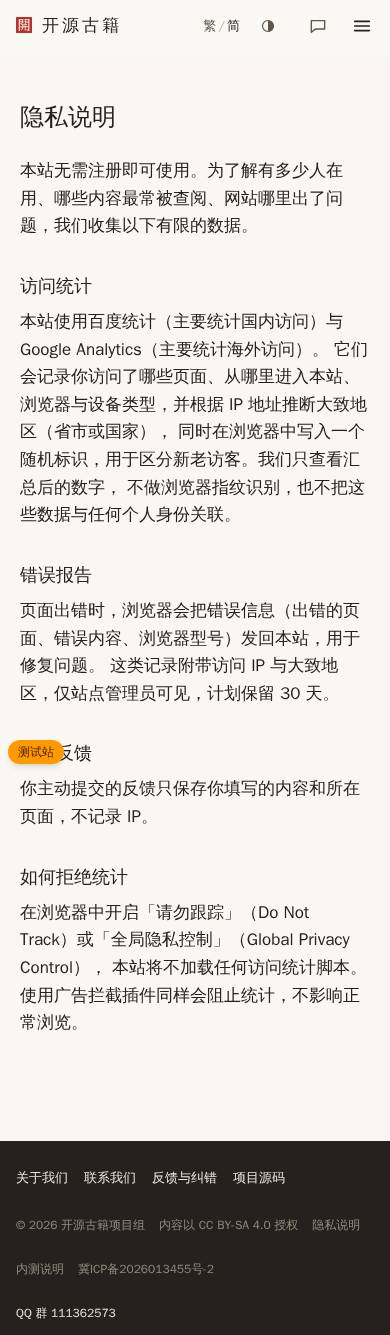 開 开源古籍 繁 / 简
隐私说明
本站无需注册即可使用。为了解有多少人在
用、哪些内容最常被查阅、网站哪里出了问
题，我们收集以下有限的数据。
访问统计
本站使用百度统计（主要统计国内访问）与
Google Analytics（主要统计海外访问）。 它们
会记录你访问了哪些页面、从哪里进入本站、
浏览器与设备类型，并根据 IP 地址推断大致地
区（省市或国家）， 同时在浏览器中写入一个
随机标识，用于区分新老访客。我们只查看汇
总后的数字， 不做浏览器指纹识别，也不把这
些数据与任何个人身份关联。
错误报告
页面出错时，浏览器会把错误信息（出错的页
面、错误内容、浏览器型号）发回本站，用于
修复问题。 这类记录附带访问 IP 与大致地
区，仅站点管理员可见，计划保留 30 天。
测试站 反馈
你主动提交的反馈只保存你填写的内容和所在
页面，不记录 IP。
如何拒绝统计
在浏览器中开启「请勿跟踪」（Do Not
Track）或「全局隐私控制」（Global Privacy
Control）， 本站将不加载任何访问统计脚本。
使用广告拦截插件同样会阻止统计，不影响正
常浏览。
关于我们 联系我们 反馈与纠错 项目源码
© 2026 开源古籍项目组 内容以 CC BY-SA 4.0 授权 隐私说明
内测说明 冀ICP备2026013455号-2
QQ 群 111362573